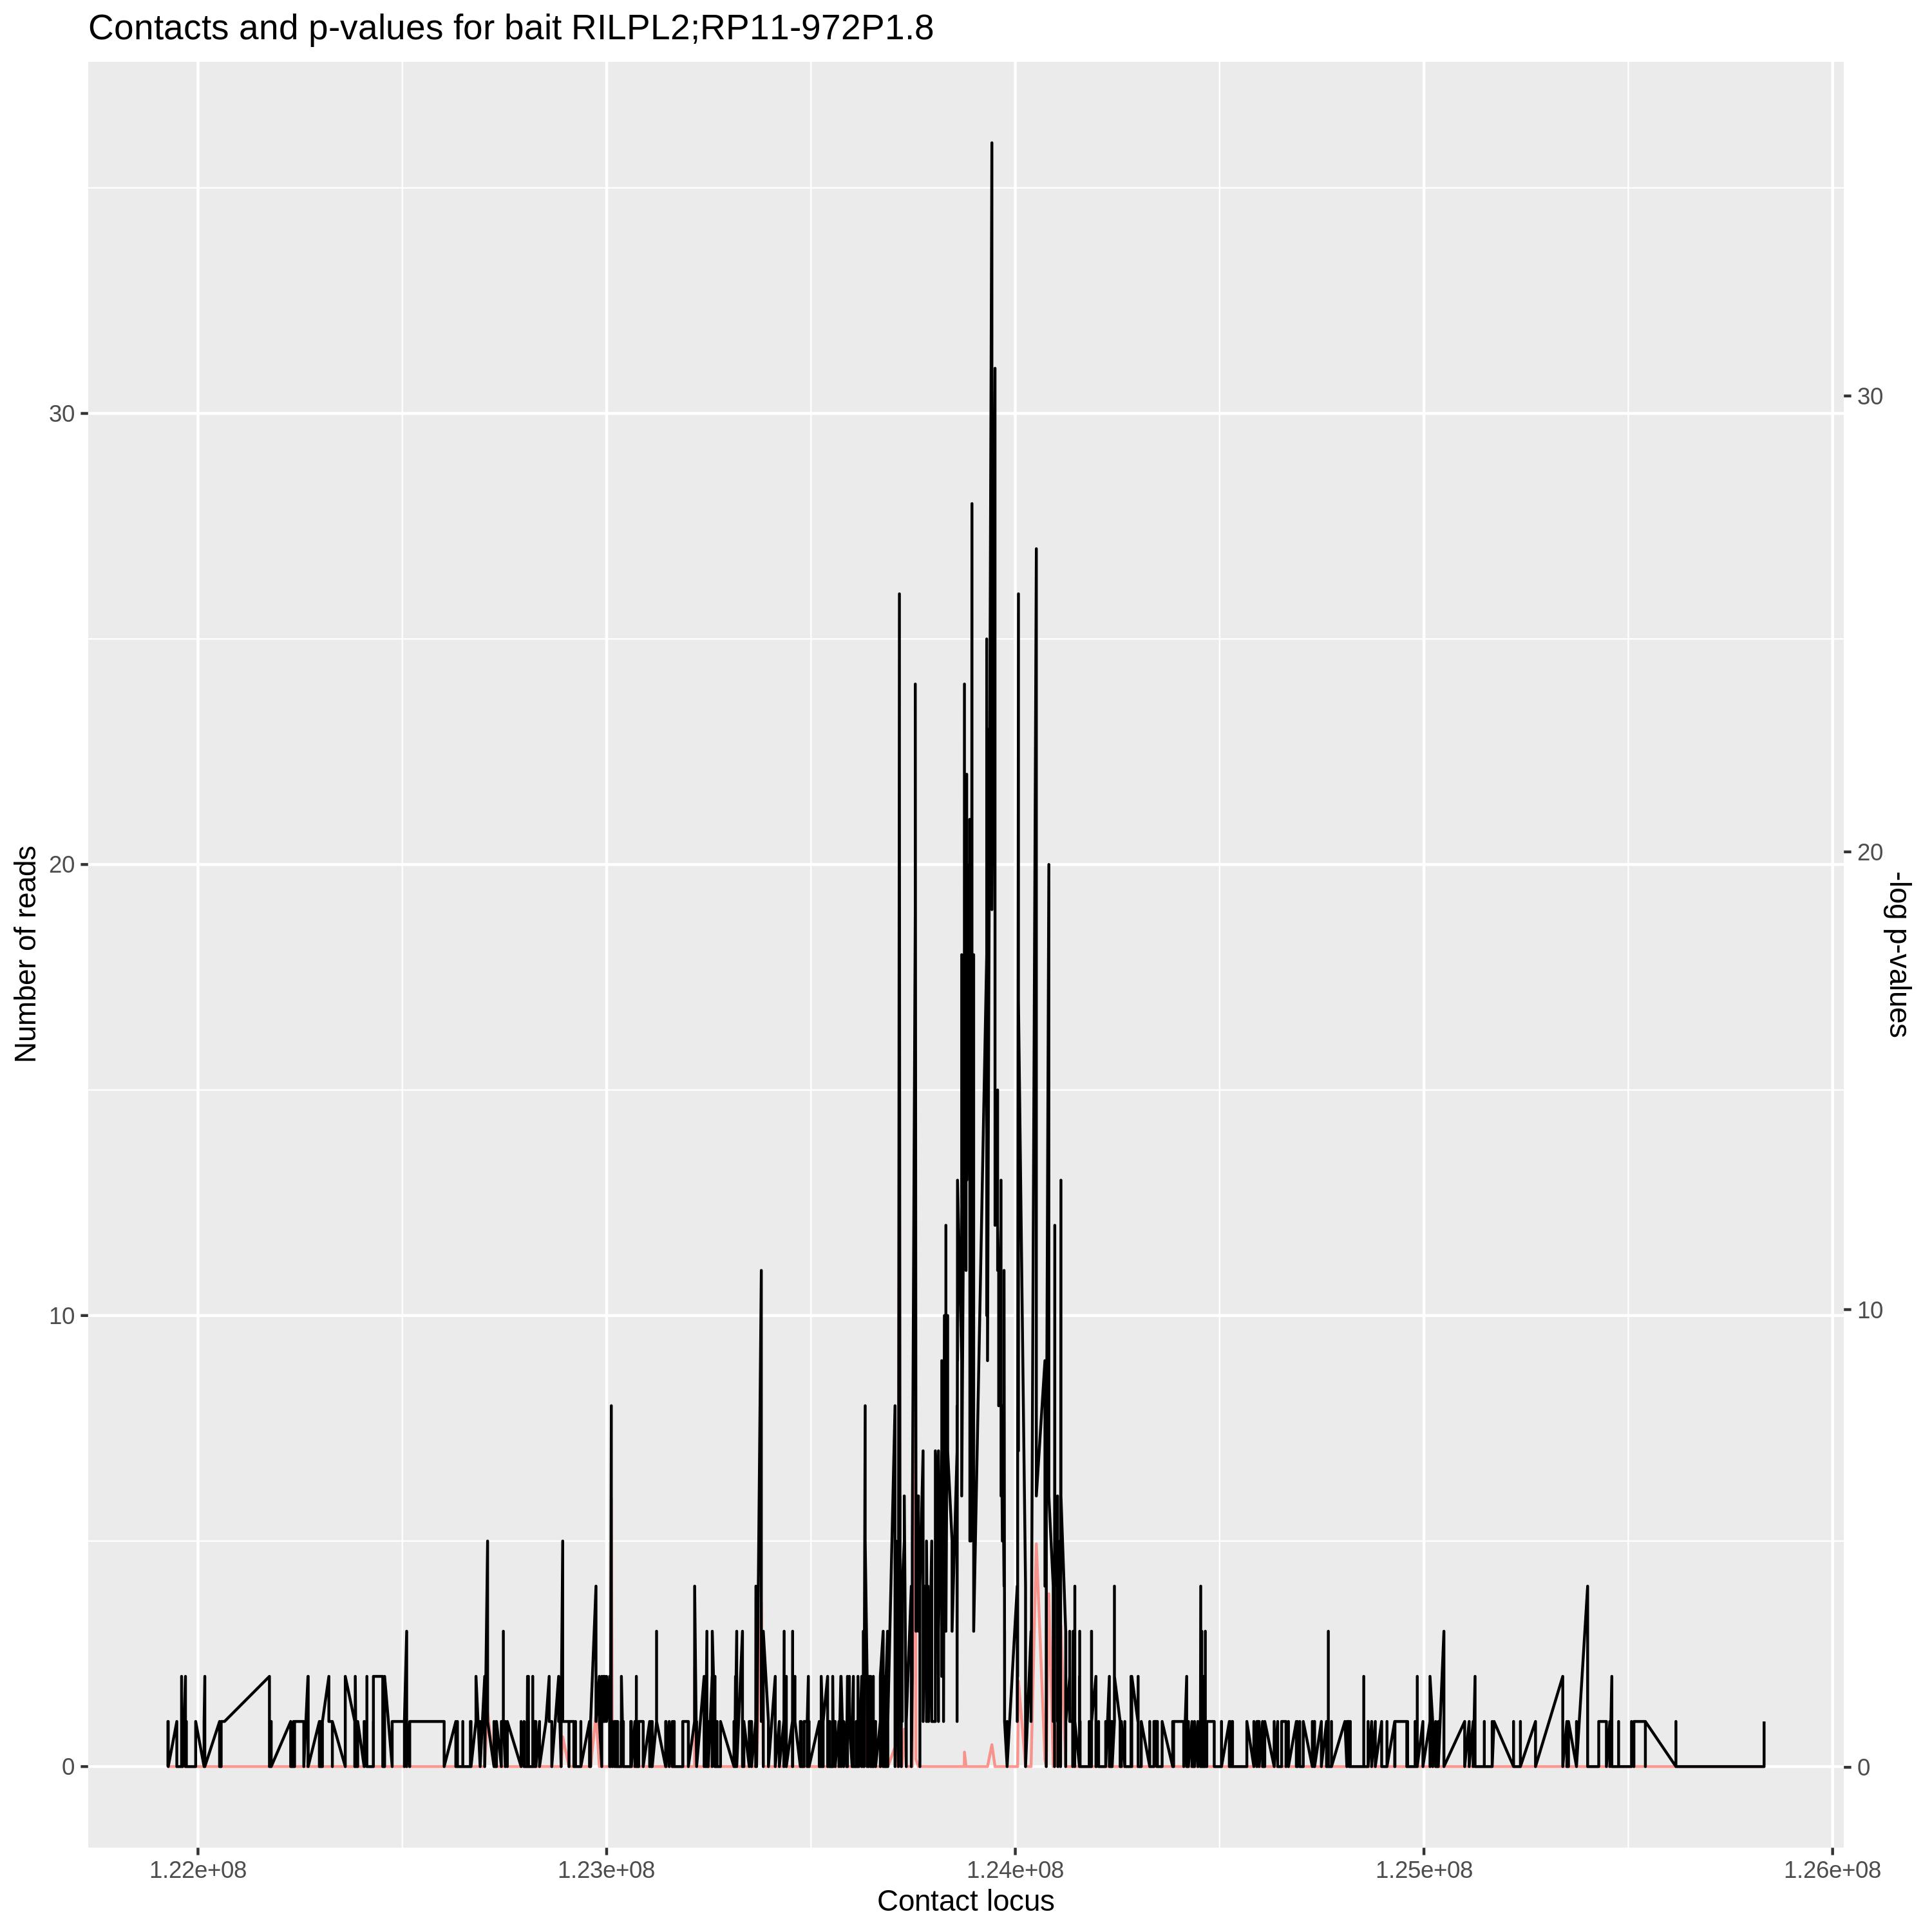 Contacts and p-values for bait RILPL2;RP11-972P1.8
Number of reads
30
20
10
0
30
20
10
0
-log p-values
1.22e+08 1.23e+08 1.24e+08 1.25e+08 1.26e+08
Contact locus